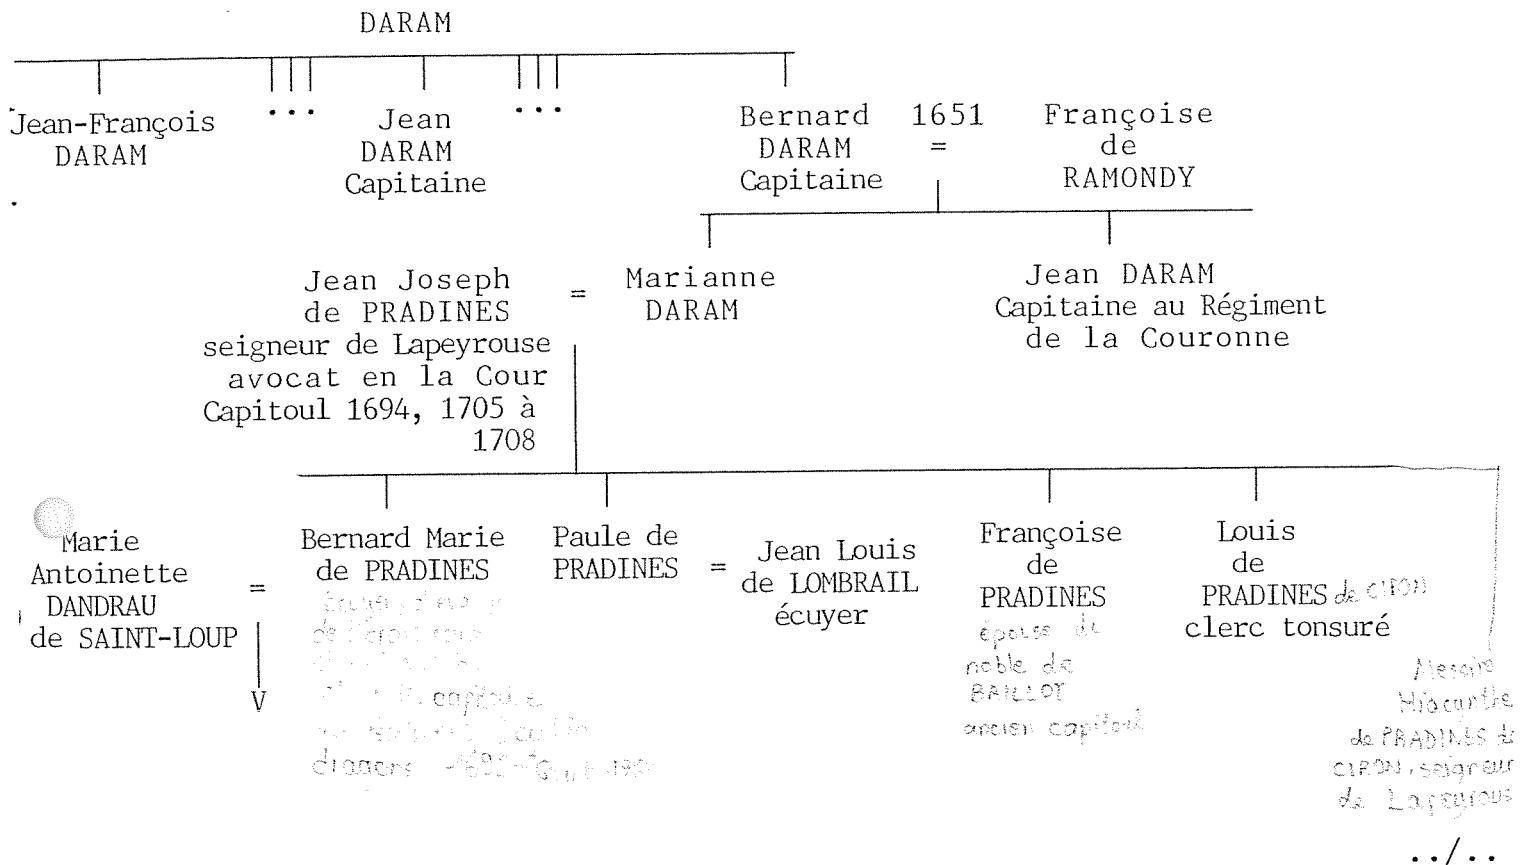 DARAM
Jean-François
DARAM
...
Jean
DARAM
Capitaine
...
Bernard
DARAM
Capitaine
1651
=
Françoise
de
RAMONDY
Jean Joseph
de PRADINES
seigneur de Lapeyrouse
avocat en la Cour
Capitoul 1694, 1705 à
1708
=
Marianne
DARAM
Jean DARAM
Capitaine au Régiment
de la Couronne
Marie
Antoinette
DANDRAU
de SAINT-LOUP
=
V
Bernard Marie
de PRADINES
capitaine
Paule de
PRADINES
=
Jean Louis
de LOMBRAIL
écuyer
Françoise
de
PRADINES
épouse de
noble de
BAILLOT
ancien capitoul
Louis
de
PRADINES de CIRON
clerc tonsuré
Messire
Hiacynthe
de PRADINES de
CIRON, seigneur
de Lapeyrouse
../..